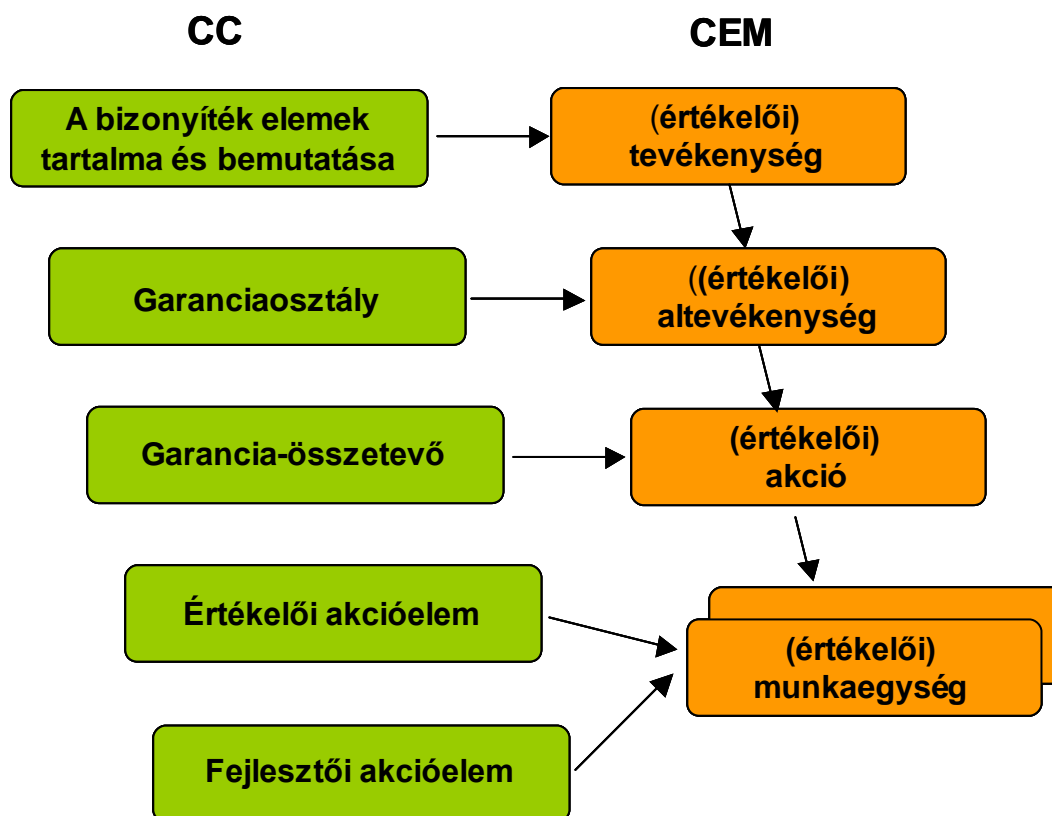 CC
CEM
A bizonyíték elemek
tartalma és bemutatása
(értékelői)
tevékenység
Garanciaosztály
((értékelői)
altevékenység
Garancia-összetevő
(értékelői)
akció
Értékelői akcióelem
(értékelői)
munkaegység
Fejlesztői akcióelem